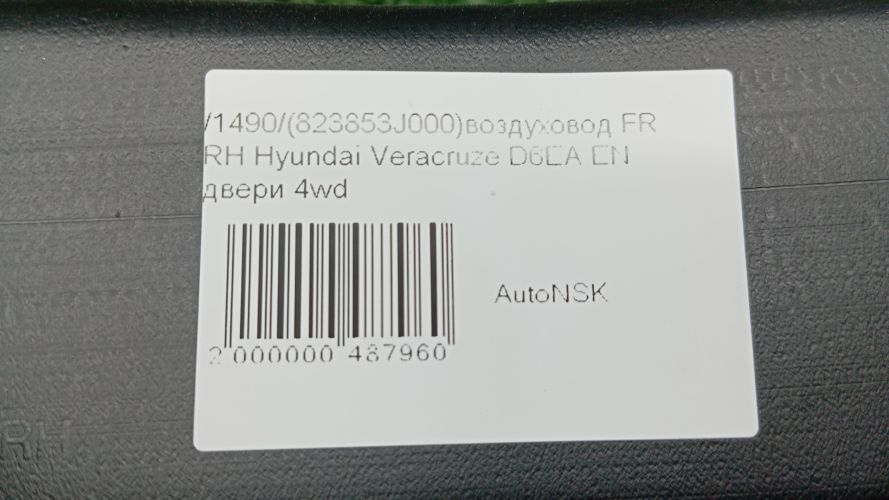 /1490/(823853J000)воздуховод FR
RH Hyundai Veracruze D6EA EN
двери 4wd
AutoNSK
2 000000 487960
RH